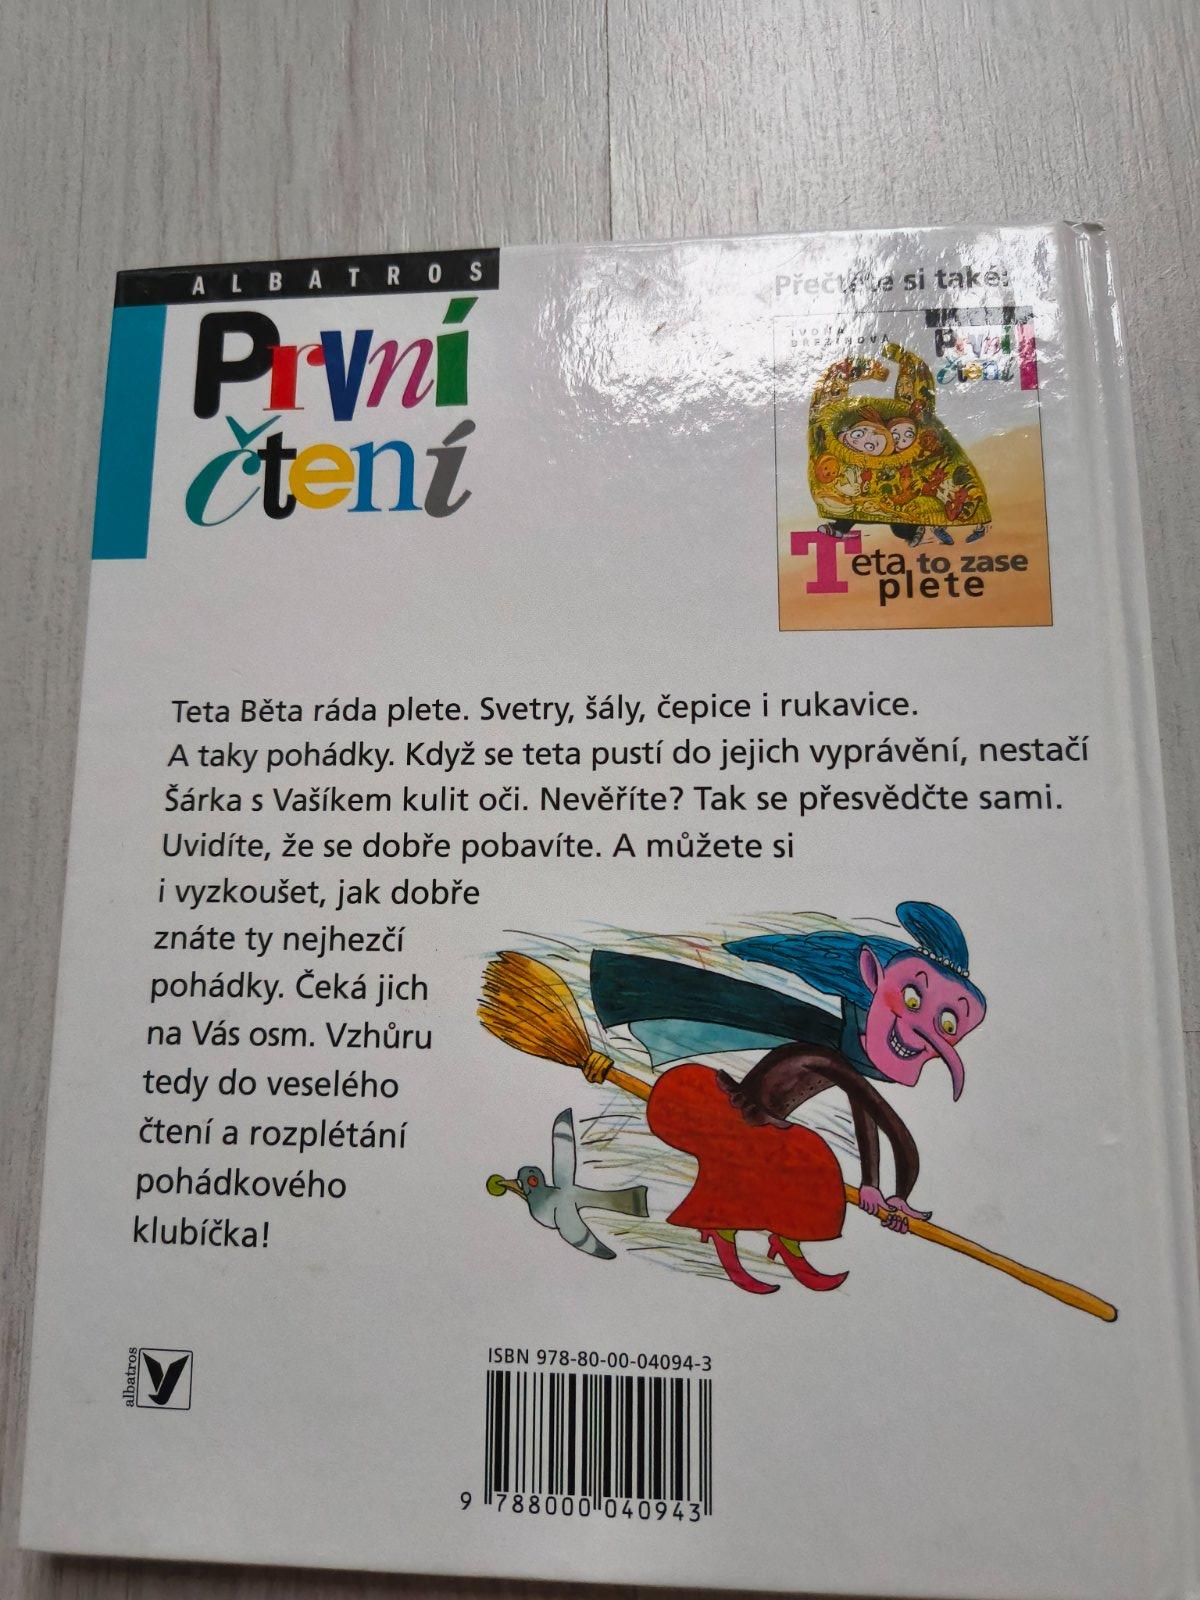 ALBATROS
První
čtení
Přečtěte si také:
IVONA
BŘEZINOVÁ
První
čtení
Teta to zase
plete
Teta Běta ráda plete. Svetry, šály, čepice i rukavice.
A taky pohádky. Když se teta pustí do jejich vyprávění, nestačí
Šárka s Vašíkem kulit oči. Nevěříte? Tak se přesvědčte sami.
Uvidíte, že se dobře pobavíte. A můžete si
i vyzkoušet, jak dobře
znáte ty nejhezčí
pohádky. Čeká jich
na Vás osm. Vzhůru
tedy do veselého
čtení a rozplétání
pohádkového
klubíčka!
albatros
ISBN 978-80-00-04094-3
9 788000 040943